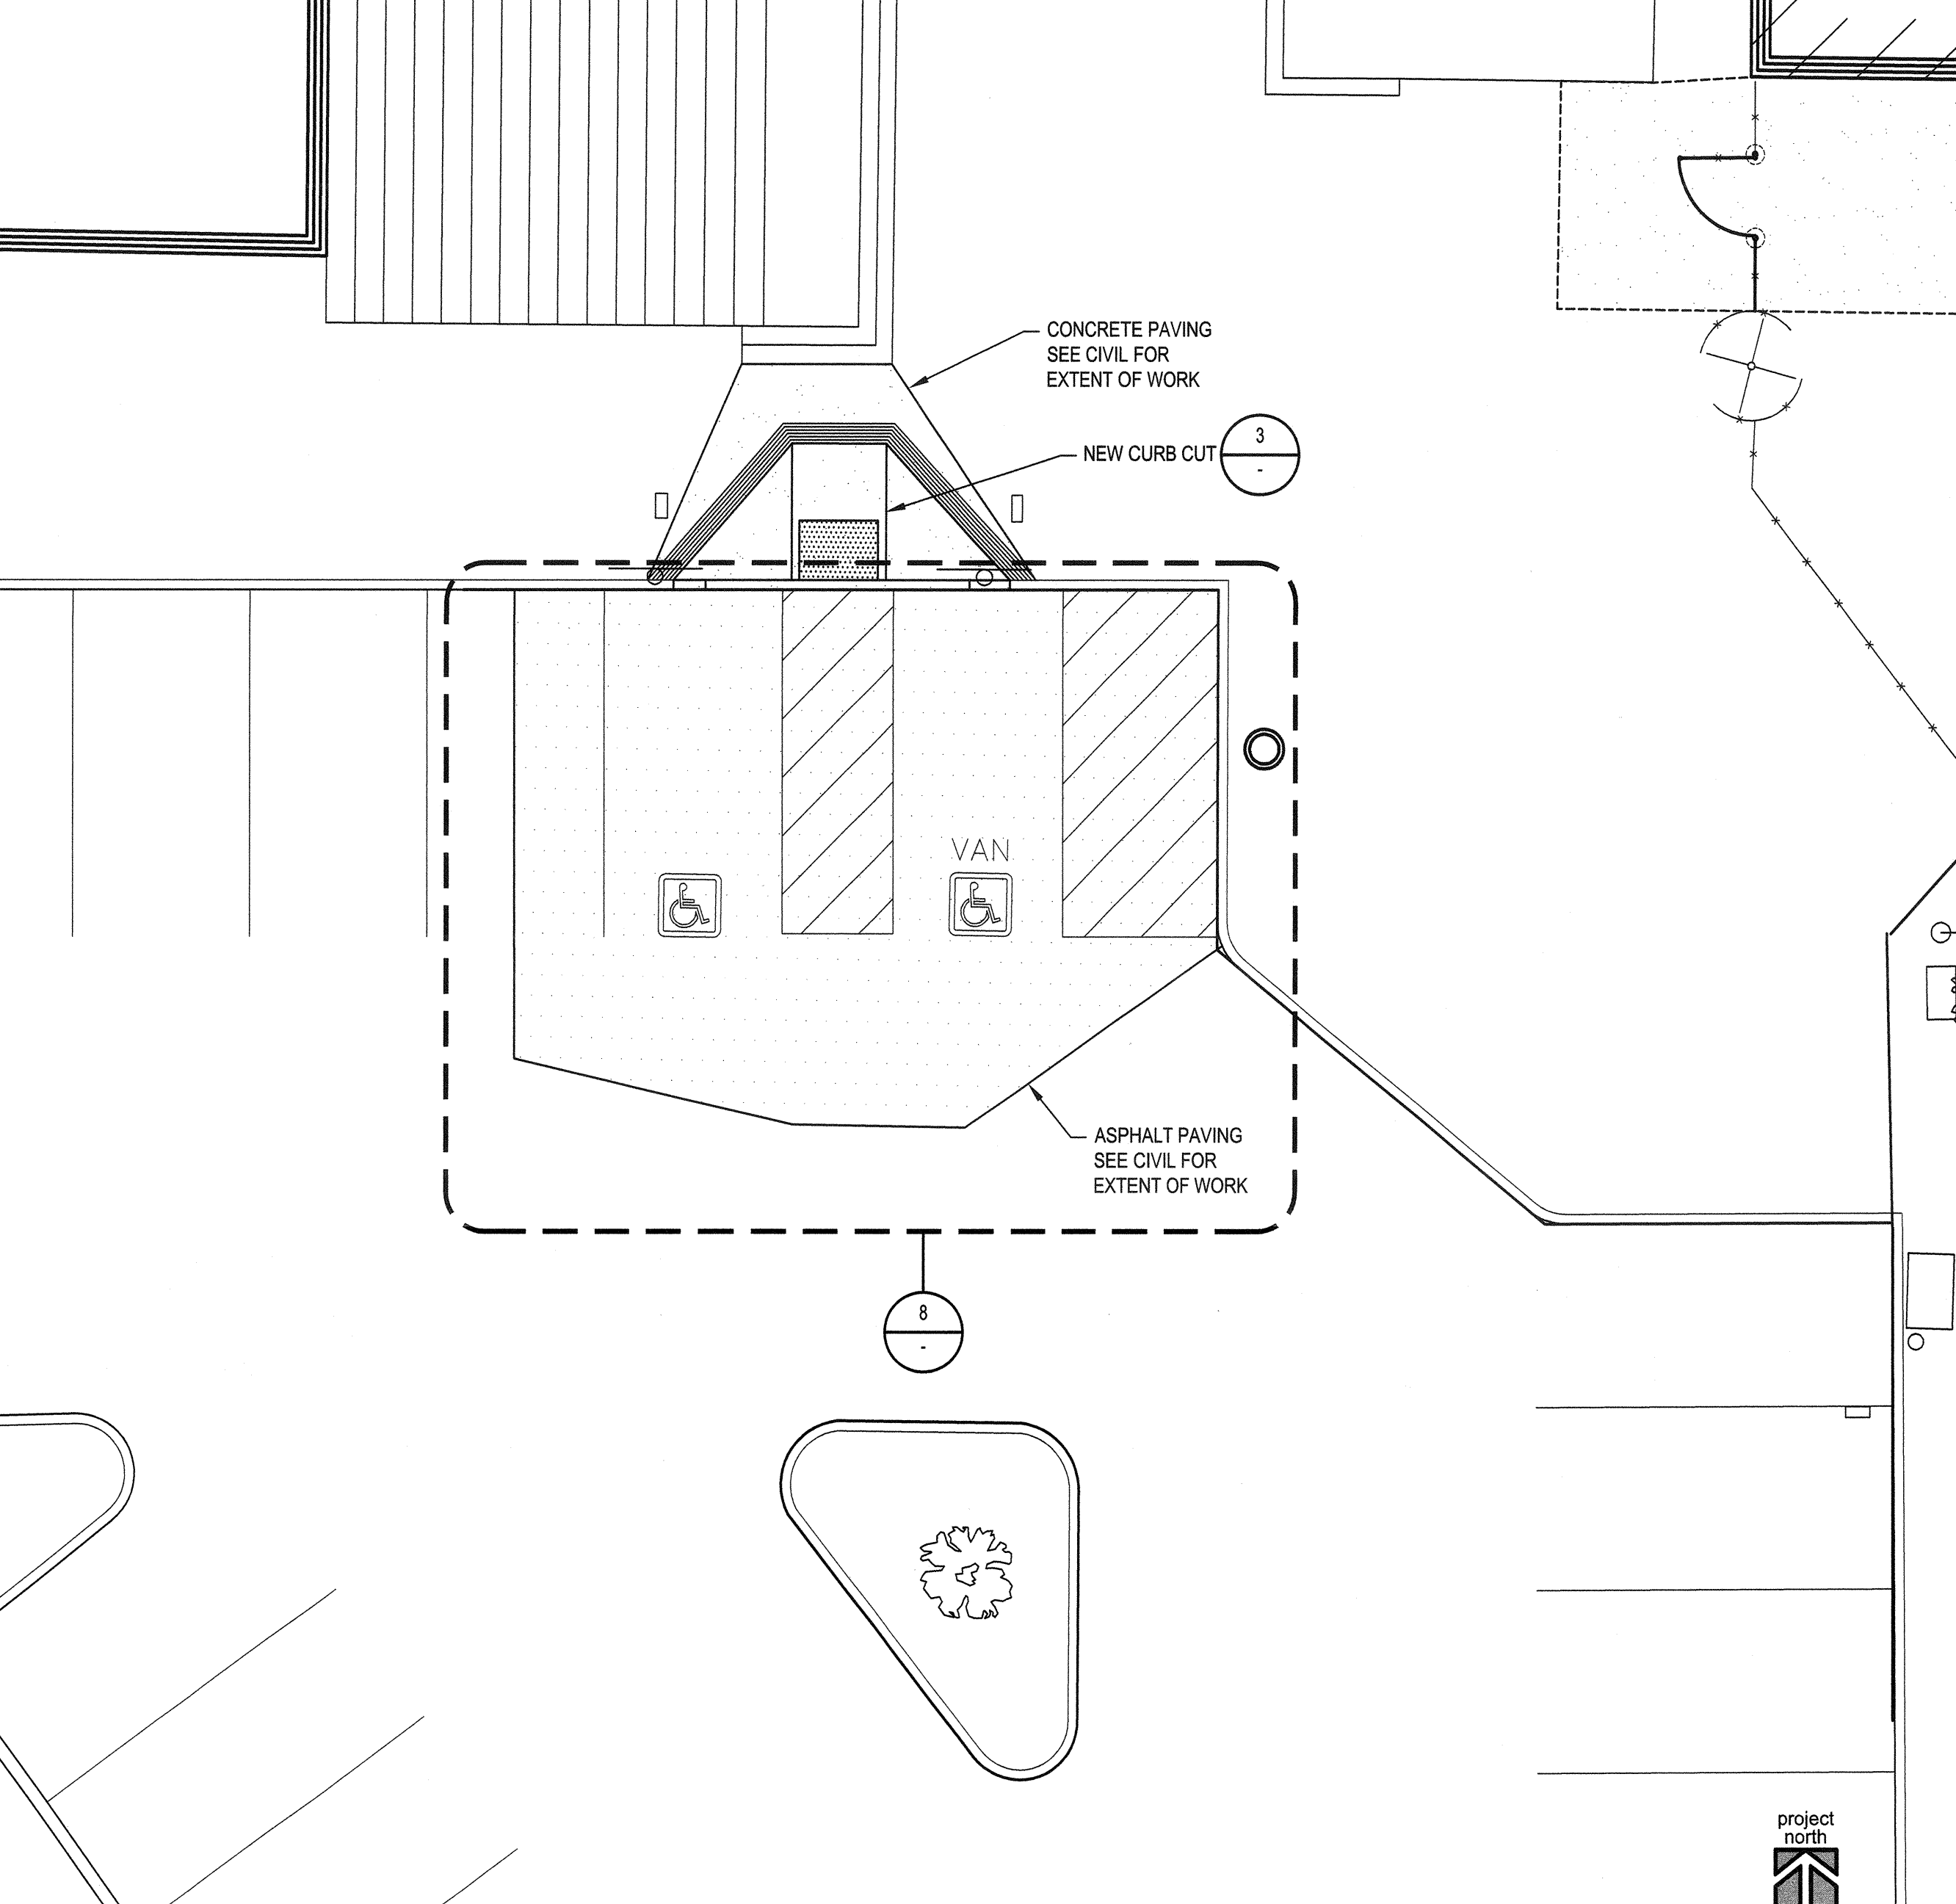 CONCRETE PAVING
SEE CIVIL FOR
EXTENT OF WORK
NEW CURB CUT
3
-
VAN
ASPHALT PAVING
SEE CIVIL FOR
EXTENT OF WORK
8
-
project
north